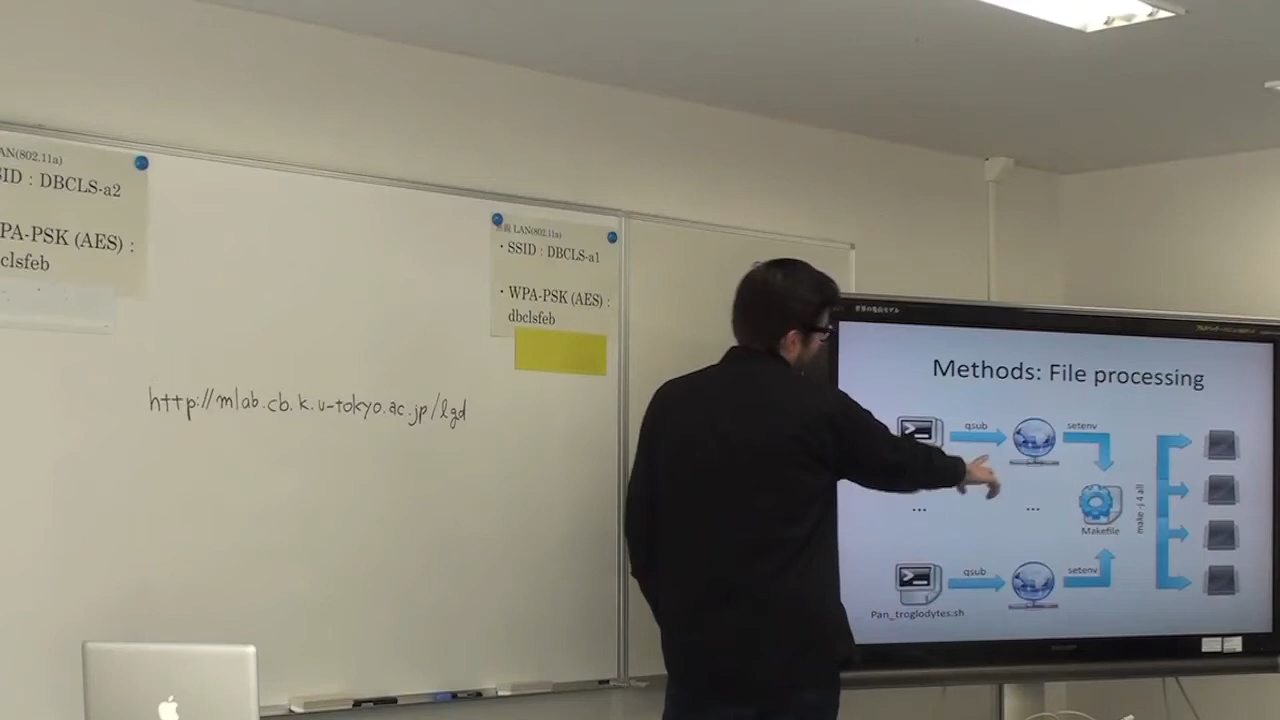 AN(802.11a)
SID : DBCLS-a2
PA-PSK (AES) :
clsfeb
http://mlab.cb.k.u-tokyo.ac.jp/lgd
LAN(802.11a)
・SSID : DBCLS-a1
・WPA-PSK (AES) :
dbclsfeb
Methods: File processing
qsub
setenv
...
...
Makefile
make -j 4 all
qsub
setenv
Pan_troglodytes.sh